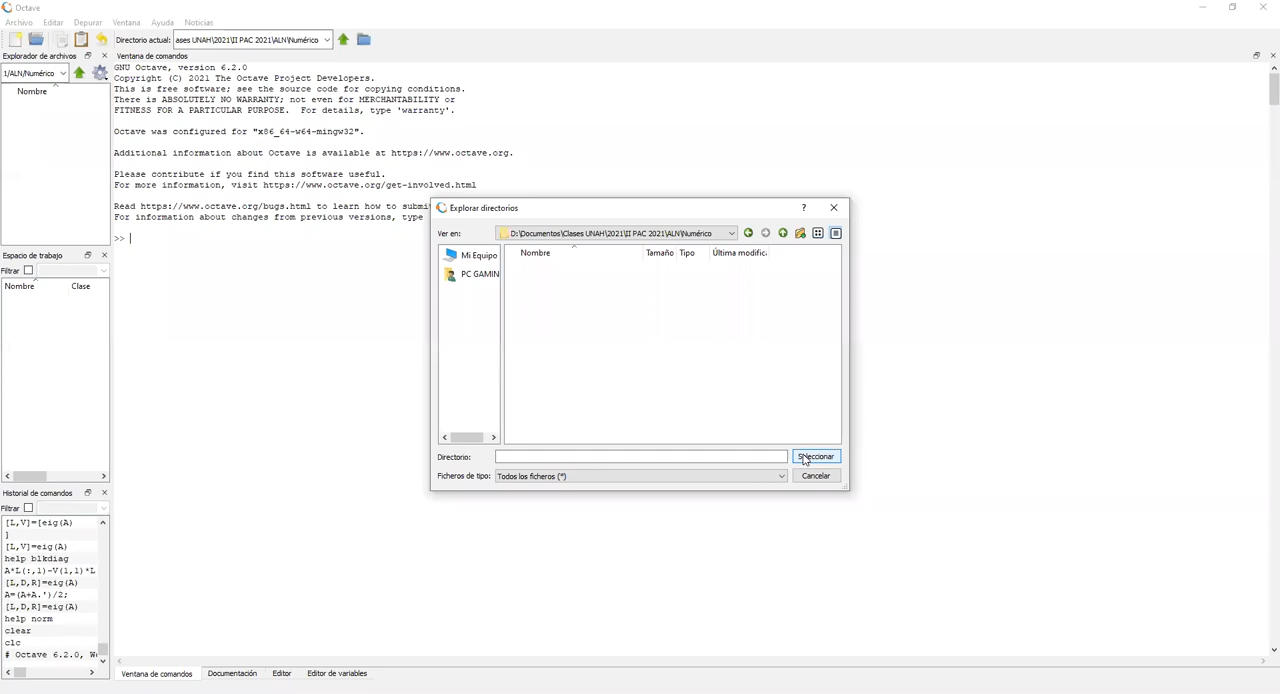 Octave
Archivo Editar Depurar Ventana Ayuda Noticias
Directorio actual: ases UNAH\2021\II PAC 2021\ALN\Numérico
Explorador de archivos
1/ALN/Numérico
Nombre
Espacio de trabajo
Filtrar
Nombre Clase
Historial de comandos
Filtrar
[L,V]=[eig(A)
]
[L,V]=eig(A)
help blkdiag
A*L(:,1)-V(1,1)*L
[L,D,R]=eig(A)
A=(A+A.')/2;
[L,D,R]=eig(A)
help norm
clear
clc
# Octave 6.2.0, We
Ventana de comandos
GNU Octave, version 6.2.0
Copyright (C) 2021 The Octave Project Developers.
This is free software; see the source code for copying conditions.
There is ABSOLUTELY NO WARRANTY; not even for MERCHANTABILITY or
FITNESS FOR A PARTICULAR PURPOSE.  For details, type 'warranty'.
Octave was configured for "x86_64-w64-mingw32".
Additional information about Octave is available at https://www.octave.org.
Please contribute if you find this software useful.
For more information, visit https://www.octave.org/get-involved.html
Read https://www.octave.org/bugs.html to learn how to submit
For information about changes from previous versions, type
>>
Explorar directorios
Ver en: D:\Documentos\Clases UNAH\2021\II PAC 2021\ALN\Numérico
Mi Equipo
PC GAMIN
Nombre Tamaño Tipo Última modific
Directorio: Seleccionar
Ficheros de tipo: Todos los ficheros (*) Cancelar
Ventana de comandos Documentación Editor Editor de variables